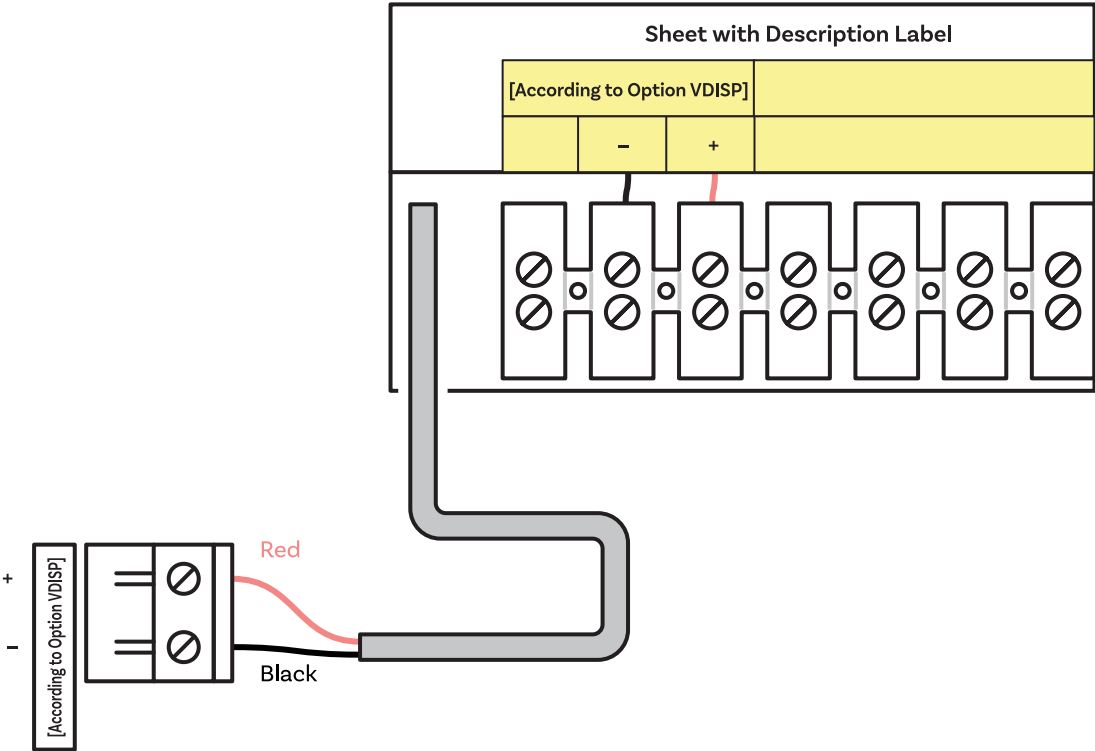 Sheet with Description Label
[According to Option VDISP]
– +
Red
+
[According to Option VDISP]
–
Black